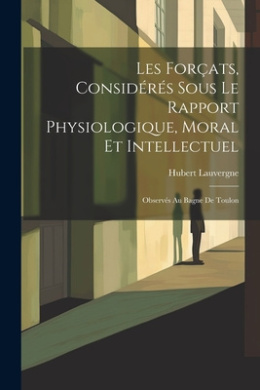 Les Forçats,
Considérés Sous Le
Rapport
Physiologique, Moral
Et Intellectuel
Hubert Lauvergne
Observés Au Bagne De Toulon